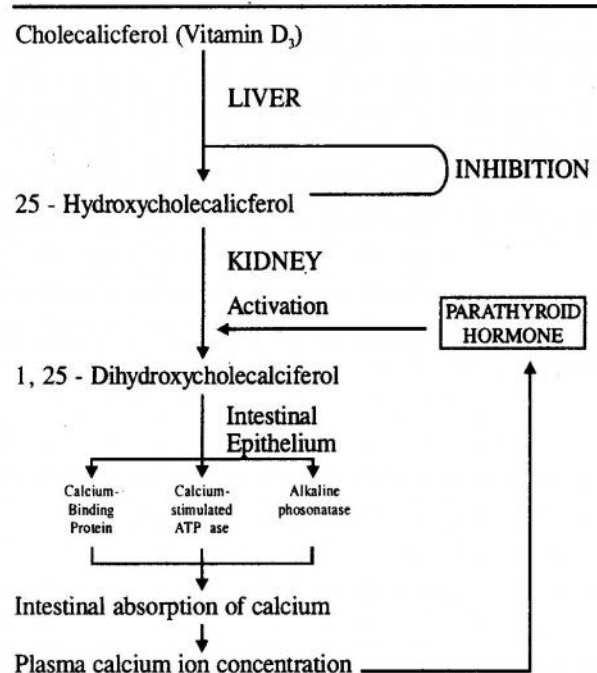 Cholecalicferol (Vitamin D₃)
LIVER
INHIBITION
25 - Hydroxycholecalicferol
KIDNEY
Activation
PARATHYROID
HORMONE
1, 25 - Dihydroxycholecalciferol
Intestinal
Epithelium
Calcium-
Binding
Protein
Calcium-
stimulated
ATP ase
Alkaline
phosonatase
Intestinal absorption of calcium
Plasma calcium ion concentration